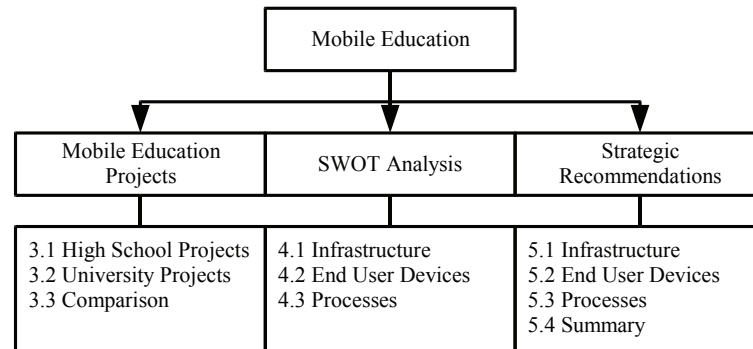 Mobile Education
Mobile Education
Projects
SWOT Analysis
Strategic
Recommendations
3.1 High School Projects
3.2 University Projects
3.3 Comparison
4.1 Infrastructure
4.2 End User Devices
4.3 Processes
5.1 Infrastructure
5.2 End User Devices
5.3 Processes
5.4 Summary